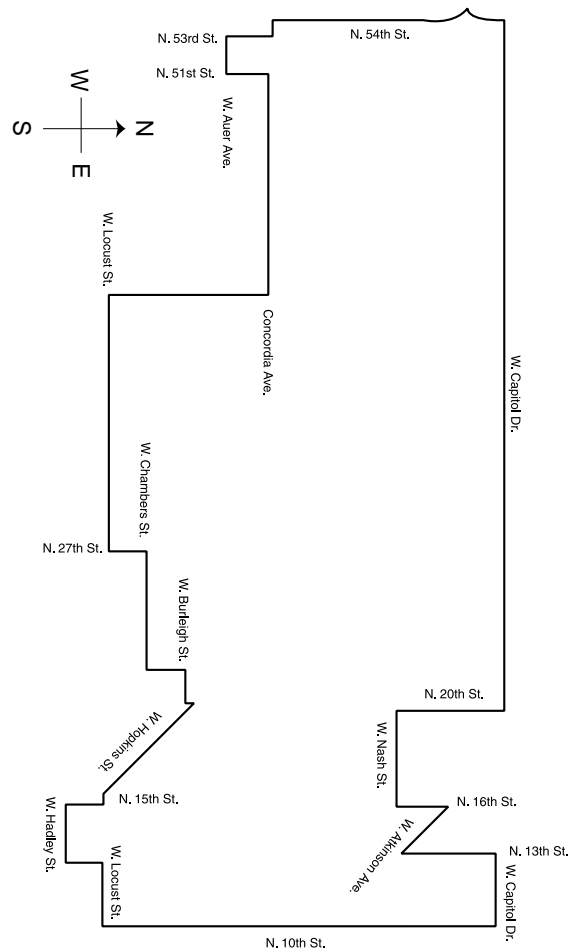 N. 53rd St.
N. 54th St.
N. 51st St.
W
S
N
E
W. Auer Ave.
W. Locust St.
Concordia Ave.
W. Capitol Dr.
W. Chambers St.
N. 27th St.
W. Burleigh St.
N. 20th St.
W. Hopkins St.
W. Nash St.
N. 15th St.
N. 16th St.
W. Atkinson Ave.
W. Hadley St.
W. Locust St.
N. 13th St.
W. Capitol Dr.
N. 10th St.